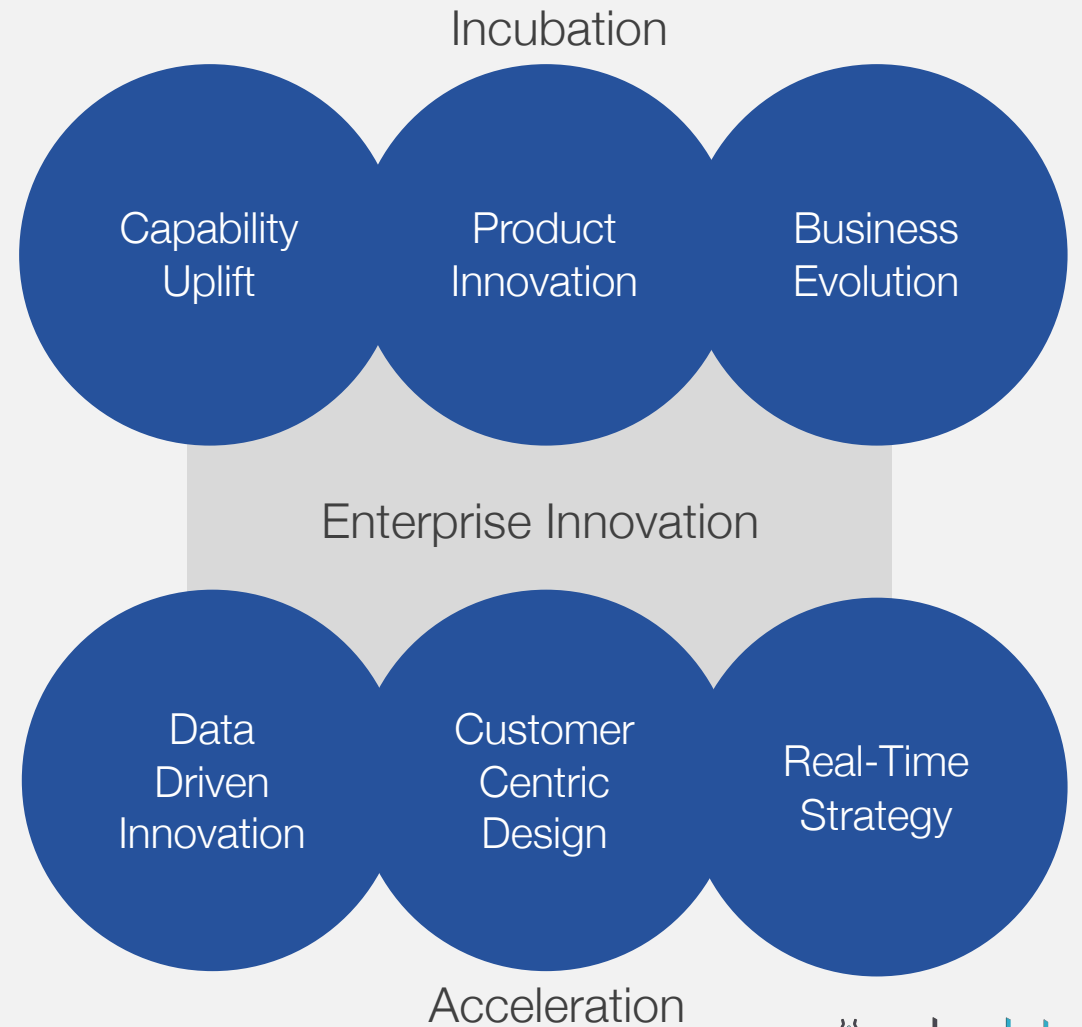 Incubation
Capability
Uplift
Product
Innovation
Business
Evolution
Enterprise Innovation
Data
Driven
Innovation
Customer
Centric
Design
Real-Time
Strategy
Acceleration